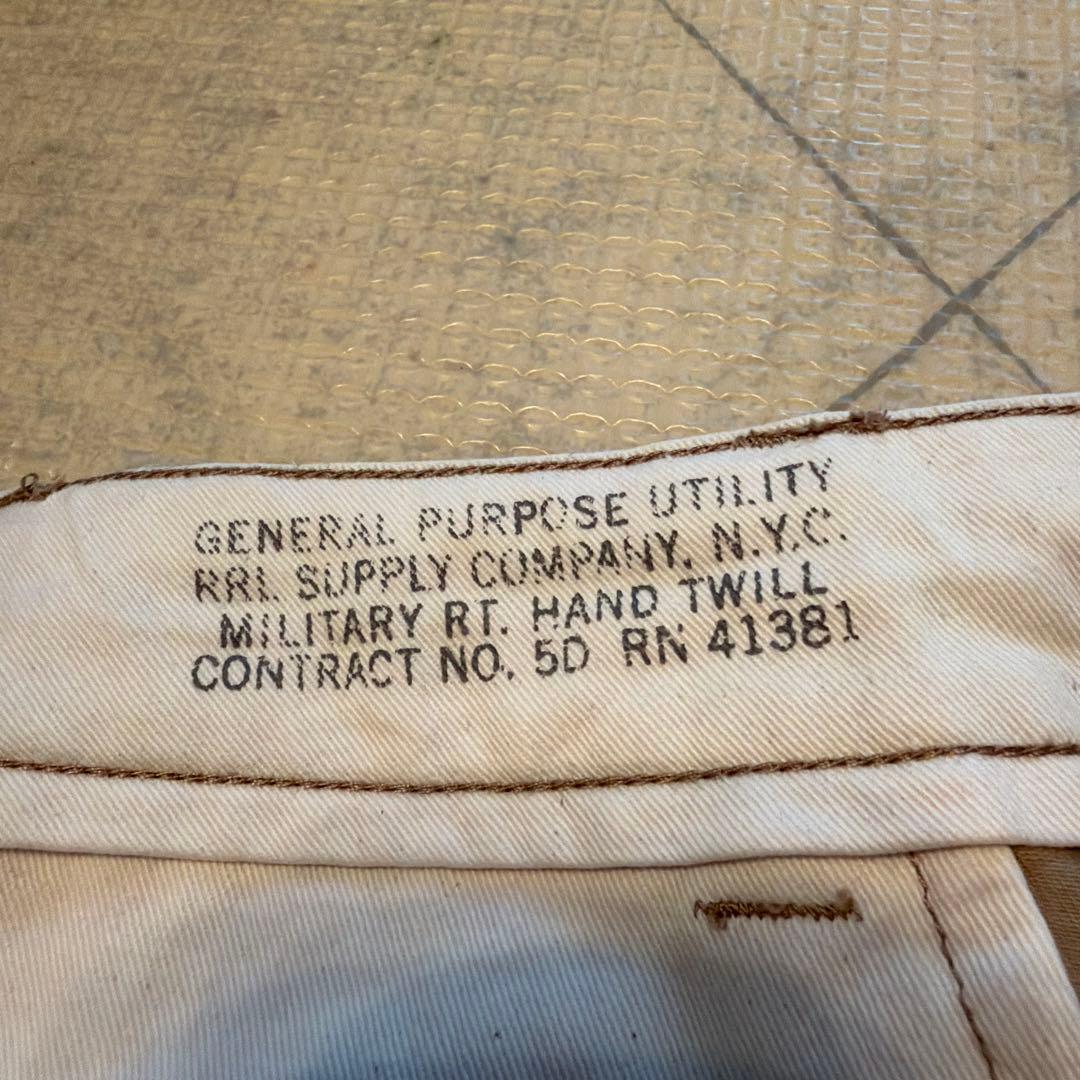 GENERAL PURPOSE UTILITY
RRL SUPPLY COMPANY, N.Y.C.
MILITARY RT. HAND TWILL
CONTRACT NO. 5D RN 41381